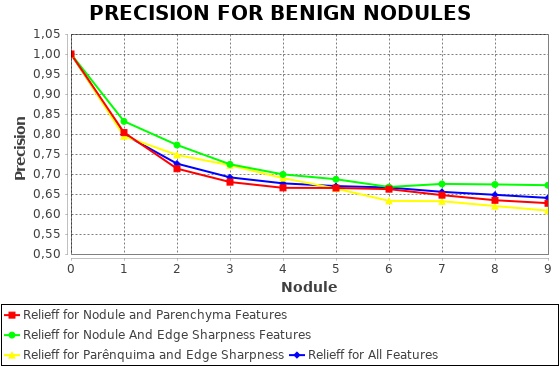 PRECISION FOR BENIGN NODULES
1,05
1,00
0,95
0,90
0,85
0,80
0,75
0,70
0,65
0,60
0,55
0,50
Precision
0 1 2 3 4 5 6 7 8 9
Nodule
Relieff for Nodule and Parenchyma Features
Relieff for Nodule And Edge Sharpness Features
Relieff for Parênquima and Edge Sharpness Relieff for All Features